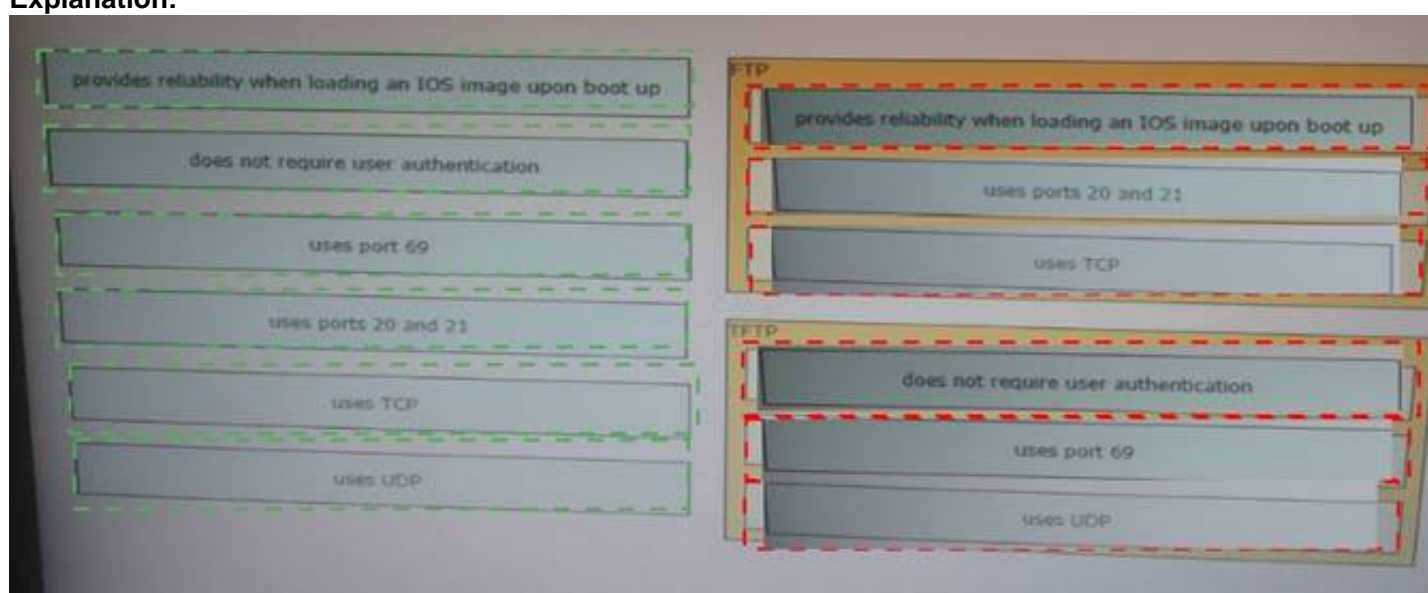 Explanation:
provides reliability when loading an IOS image upon boot up
does not require user authentication
uses port 69
uses ports 20 and 21
uses TCP
uses UDP
FTP
provides reliability when loading an IOS image upon boot up
uses ports 20 and 21
uses TCP
TFTP
does not require user authentication
uses port 69
uses UDP